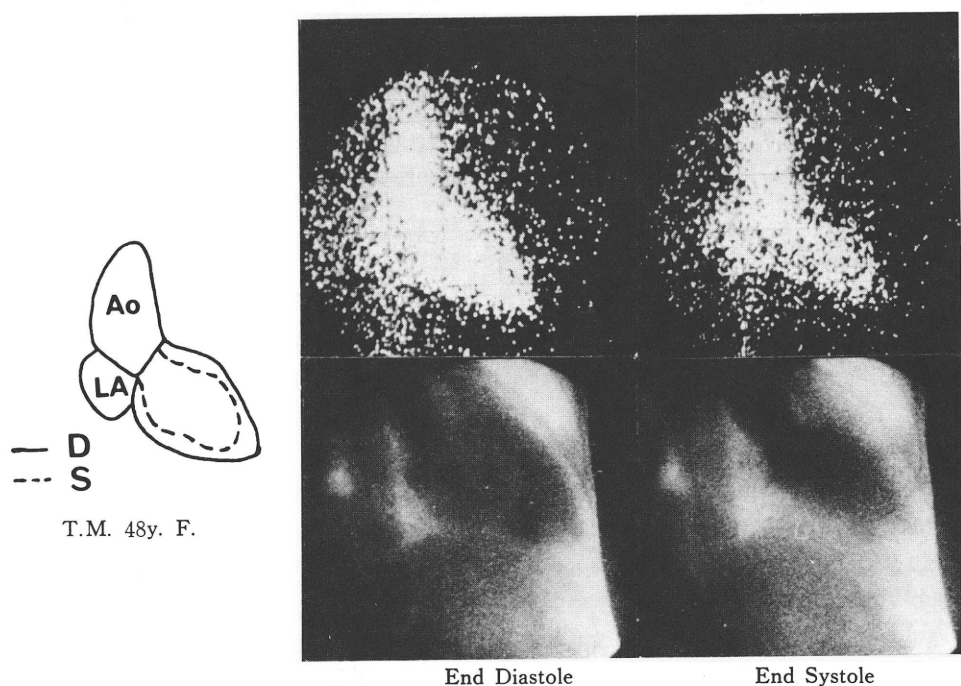 Ao
LA
— D
--- S
T.M. 48y. F.
End Diastole
End Systole